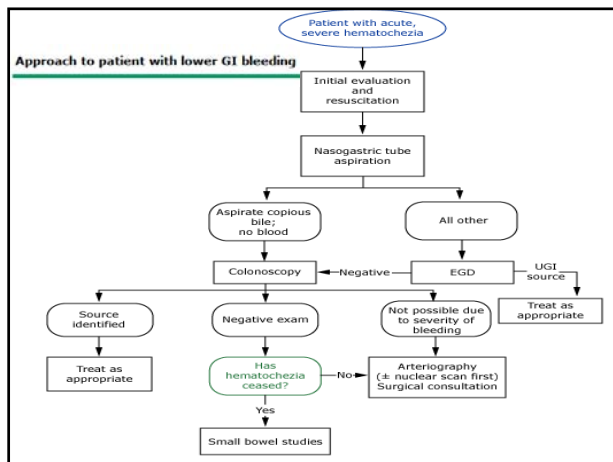 Patient with acute,
severe hematochezia
Approach to patient with lower GI bleeding
Initial evaluation
and
resuscitation
Nasogastric tube
aspiration
Aspirate copious
bile;
no blood
All other
Colonoscopy
Negative
EGD
UGI
source
Treat as
appropriate
Source
identified
Negative exam
Not possible due
to severity of
bleeding
Treat as
appropriate
Has
hematochezia
ceased?
No
Arteriography
(± nuclear scan first)
Surgical consultation
Yes
Small bowel studies